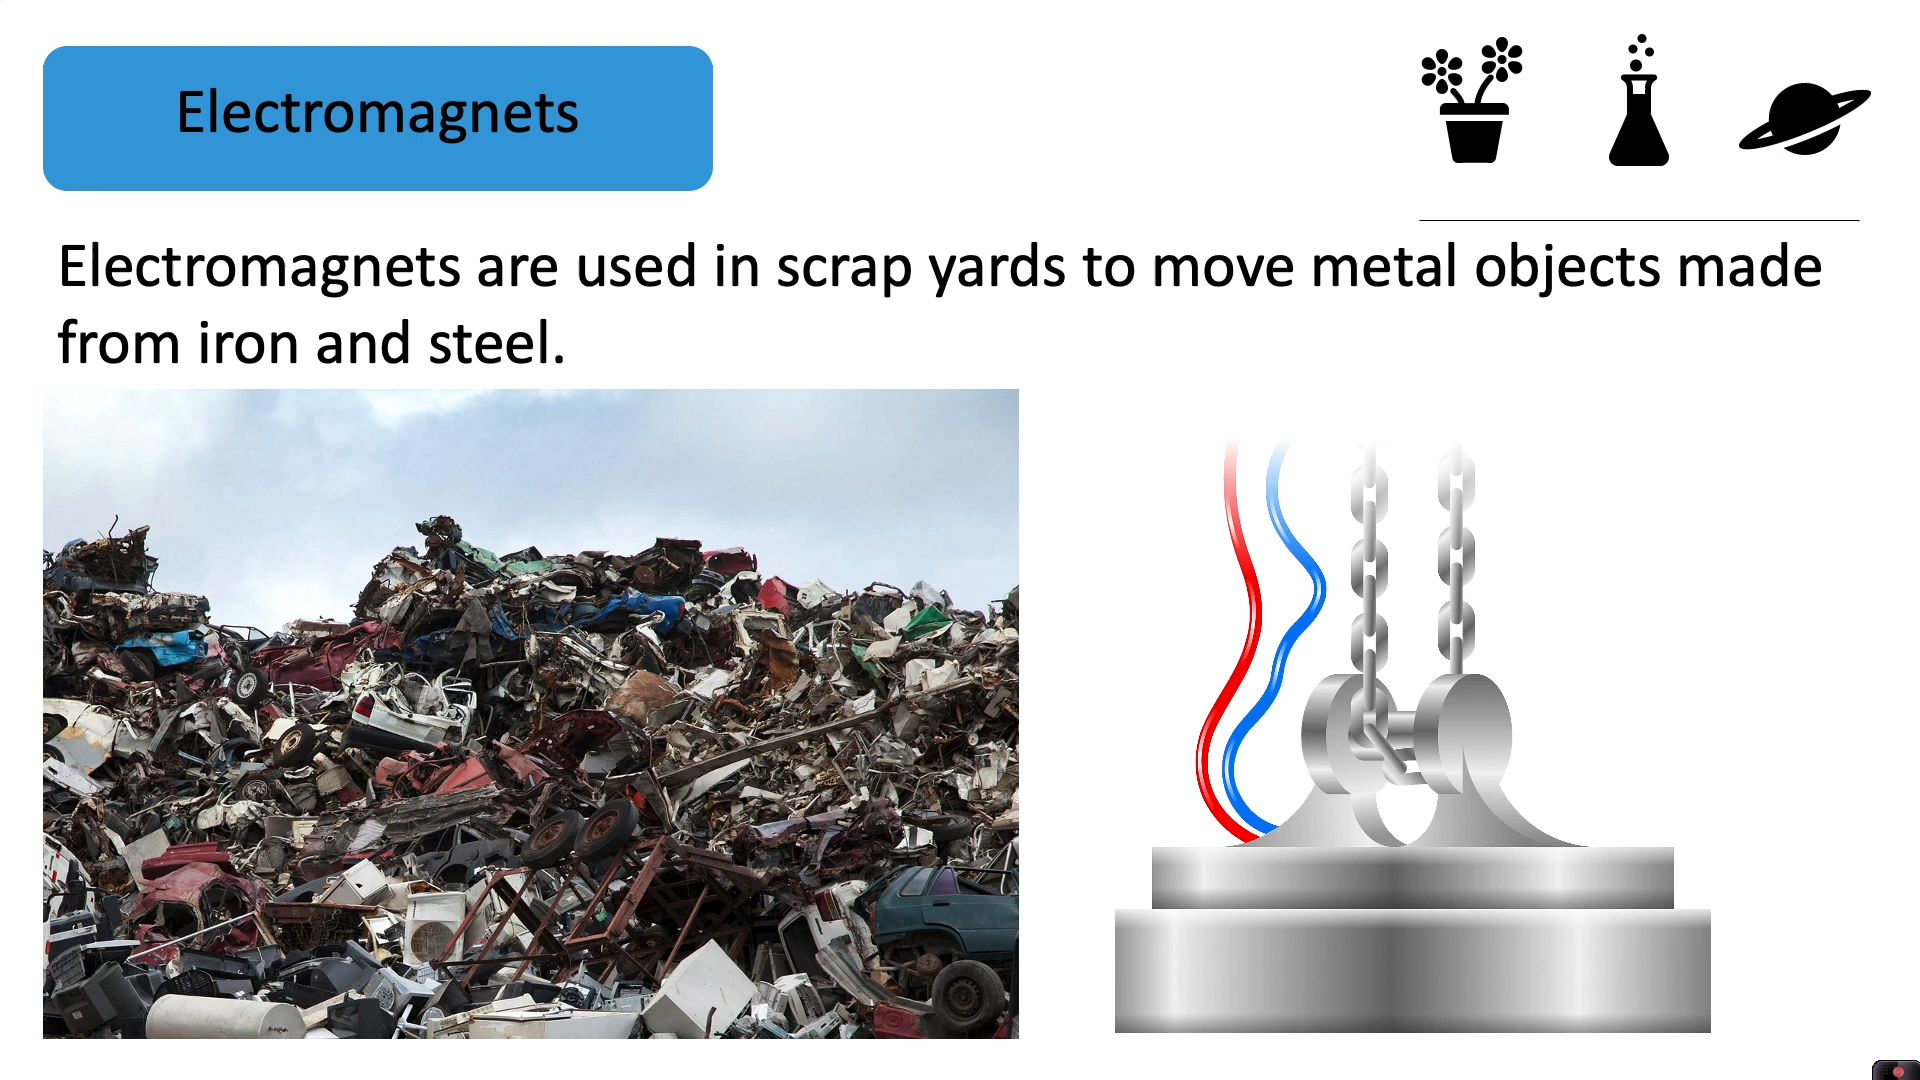 Electromagnets
Electromagnets are used in scrap yards to move metal objects made
from iron and steel.